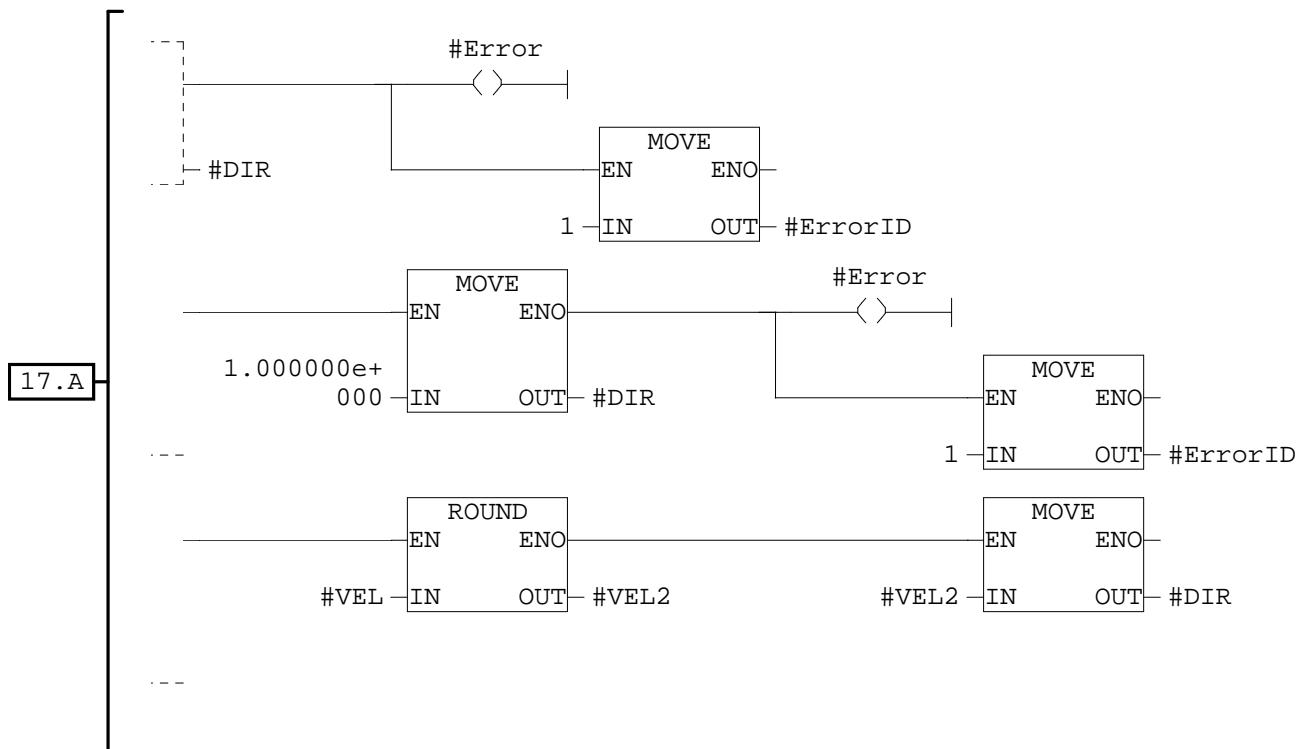 #Error
MOVE
#DIR EN ENO
1 IN OUT #ErrorID
MOVE #Error
EN ENO
17.A
1.000000e+
MOVE
000 IN OUT #DIR EN ENO
1 IN OUT #ErrorID
ROUND MOVE
EN ENO EN ENO
#VEL IN OUT #VEL2 #VEL2 IN OUT #DIR